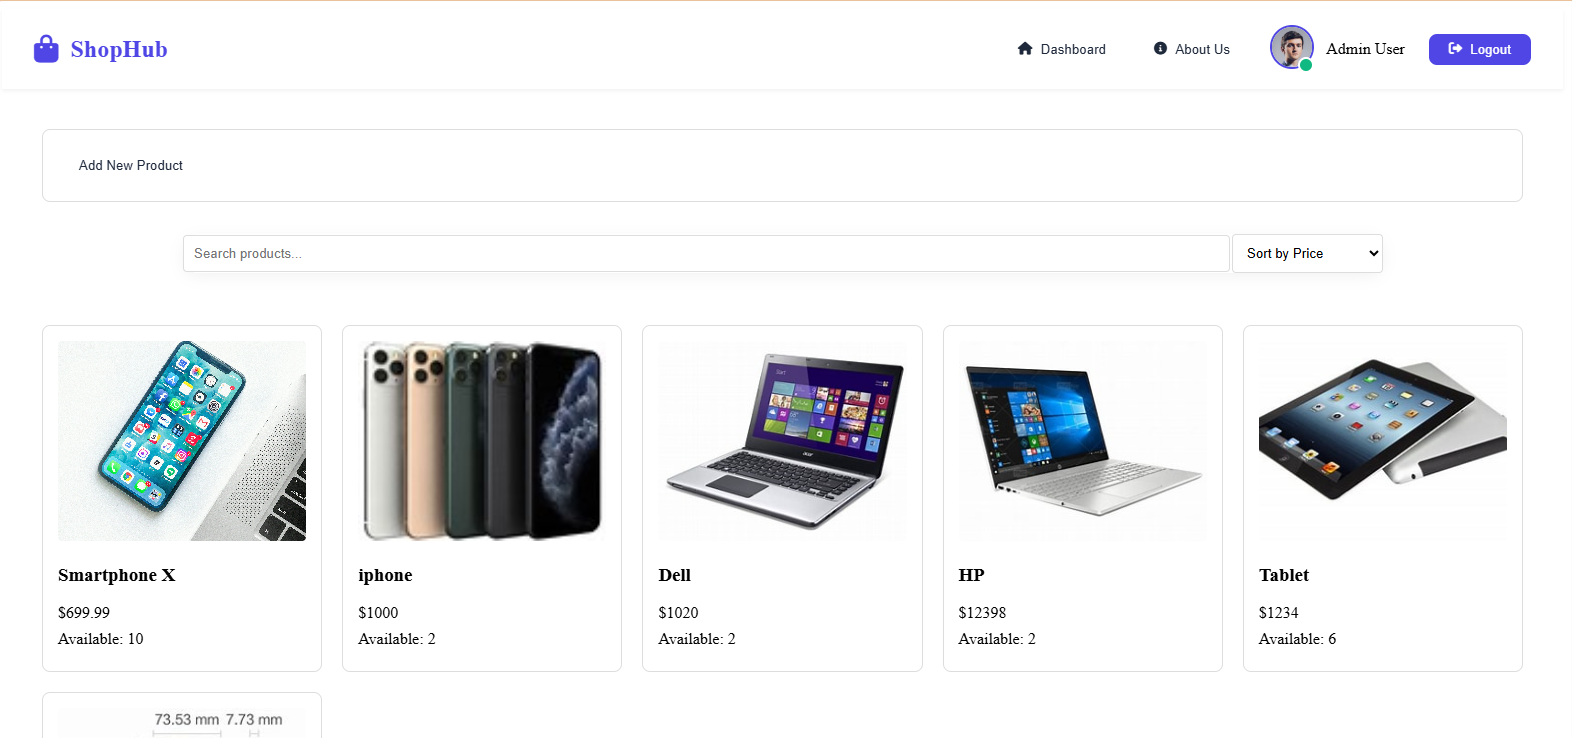 ShopHub
Dashboard
About Us
Admin User
Logout
Add New Product
Search products...
Sort by Price
Start
acer
Smartphone X
$699.99
Available: 10
iphone
$1000
Available: 2
Dell
$1020
Available: 2
HP
$12398
Available: 2
Tablet
$1234
Available: 6
73.53 mm 7.73 mm